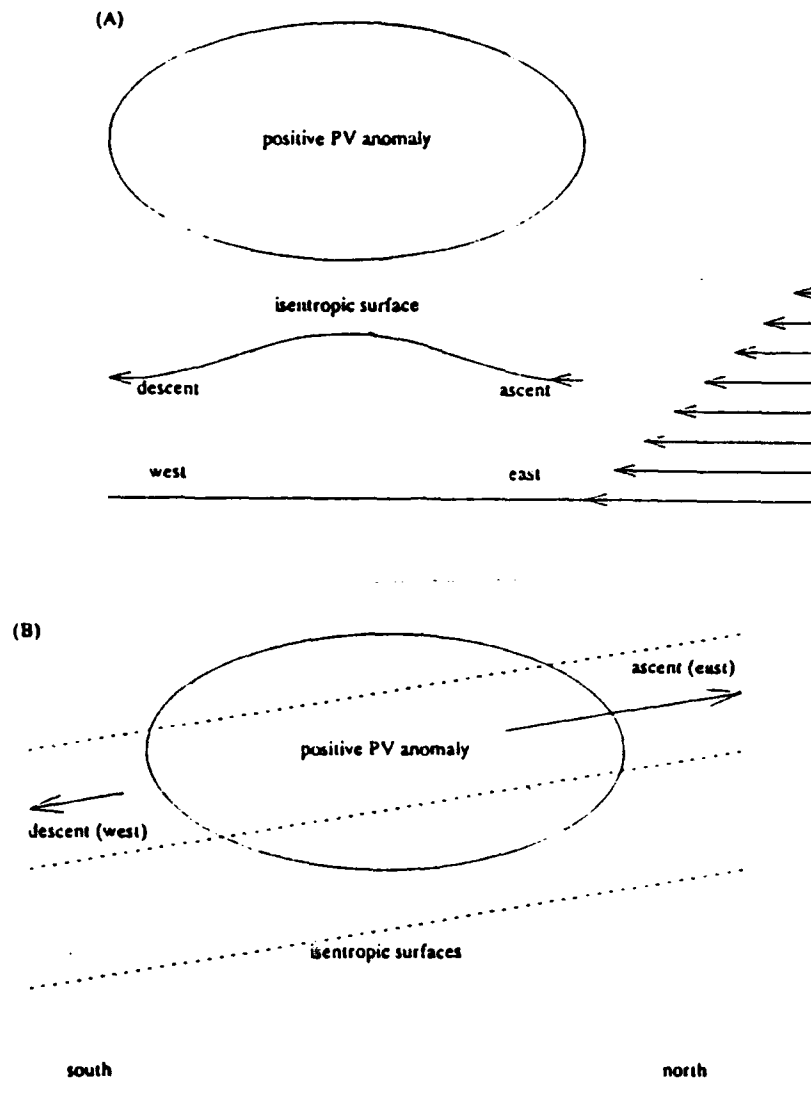 (A)
positive PV anomaly
isentropic surface
descent
ascent
west
east
(B)
ascent (east)
positive PV anomaly
descent (west)
isentropic surfaces
south
north